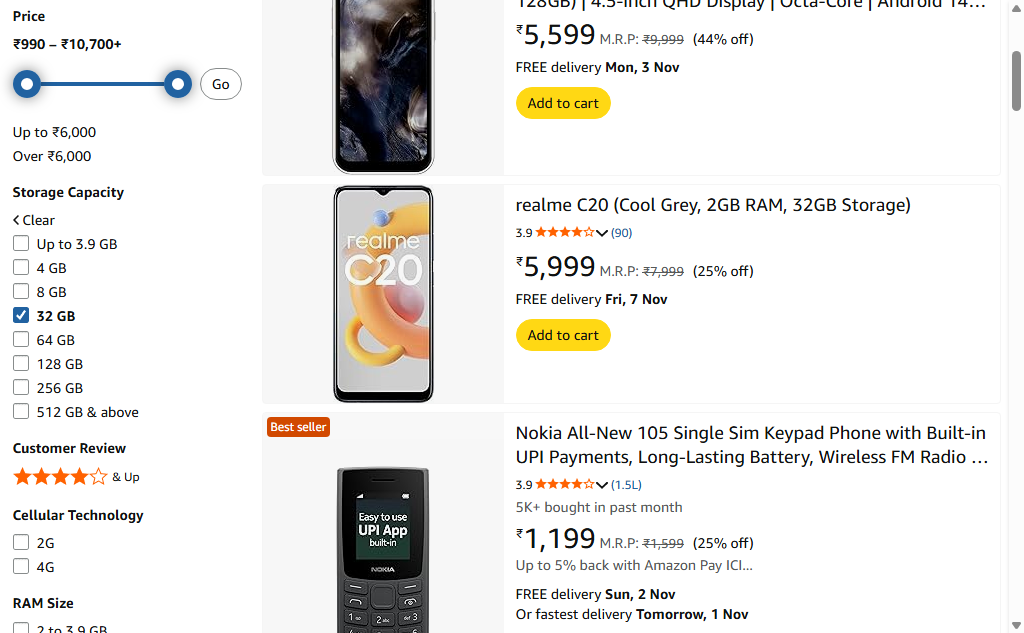 Price
₹990 – ₹10,700+
Go
Up to ₹6,000
Over ₹6,000
Storage Capacity
Clear
Up to 3.9 GB
4 GB
8 GB
32 GB
64 GB
128 GB
256 GB
512 GB & above
Customer Review
& Up
Cellular Technology
2G
4G
RAM Size
2 to 3.9 GB
128GB) | 4.5-inch QHD Display | Octa-Core | Android 14…
₹5,599 M.R.P: ₹9,999 (44% off)
FREE delivery Mon, 3 Nov
Add to cart
realme
C20
realme C20 (Cool Grey, 2GB RAM, 32GB Storage)
3.9 (90)
₹5,999 M.R.P: ₹7,999 (25% off)
FREE delivery Fri, 7 Nov
Add to cart
Best seller
Easy to use
UPI App
built-in
NOKIA
1
2abc
def 3
Nokia All-New 105 Single Sim Keypad Phone with Built-in
UPI Payments, Long-Lasting Battery, Wireless FM Radio …
3.9 (1.5L)
5K+ bought in past month
₹1,199 M.R.P: ₹1,599 (25% off)
Up to 5% back with Amazon Pay ICI…
FREE delivery Sun, 2 Nov
Or fastest delivery Tomorrow, 1 Nov